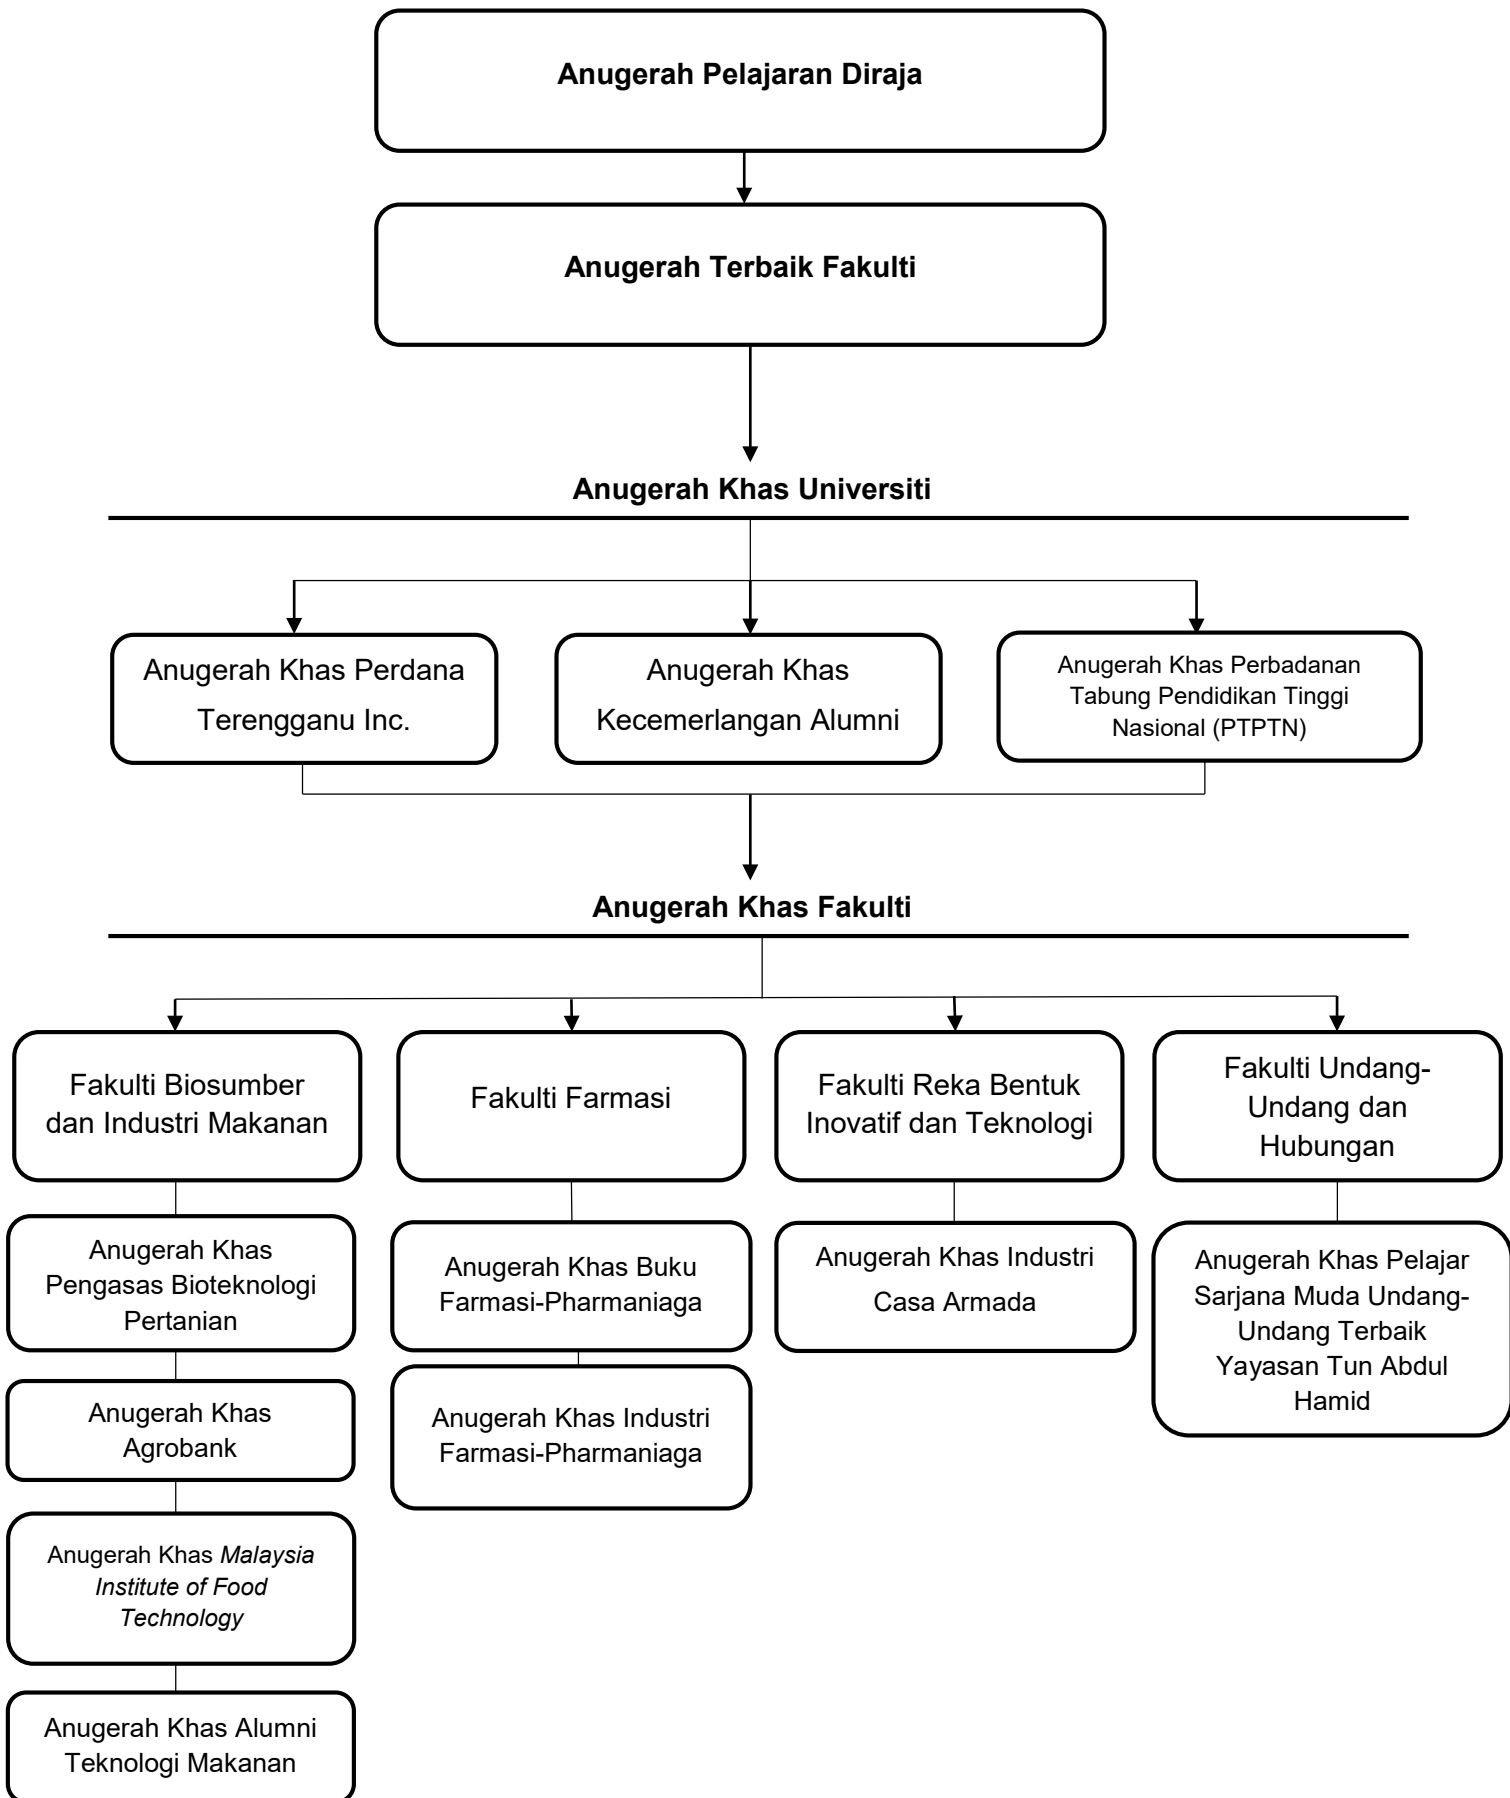 Anugerah Pelajaran Diraja
Anugerah Terbaik Fakulti
Anugerah Khas Universiti
Anugerah Khas Perdana
Terengganu Inc.
Anugerah Khas
Kecemerlangan Alumni
Anugerah Khas Perbadanan
Tabung Pendidikan Tinggi
Nasional (PTPTN)
Anugerah Khas Fakulti
Fakulti Biosumber
dan Industri Makanan
Anugerah Khas
Pengasas Bioteknologi
Pertanian
Anugerah Khas
Agrobank
Anugerah Khas Malaysia
Institute of Food
Technology
Anugerah Khas Alumni
Teknologi Makanan
Fakulti Farmasi
Anugerah Khas Buku
Farmasi-Pharmaniaga
Anugerah Khas Industri
Farmasi-Pharmaniaga
Fakulti Reka Bentuk
Inovatif dan Teknologi
Anugerah Khas Industri
Casa Armada
Fakulti Undang-
Undang dan
Hubungan
Anugerah Khas Pelajar
Sarjana Muda Undang-
Undang Terbaik
Yayasan Tun Abdul
Hamid